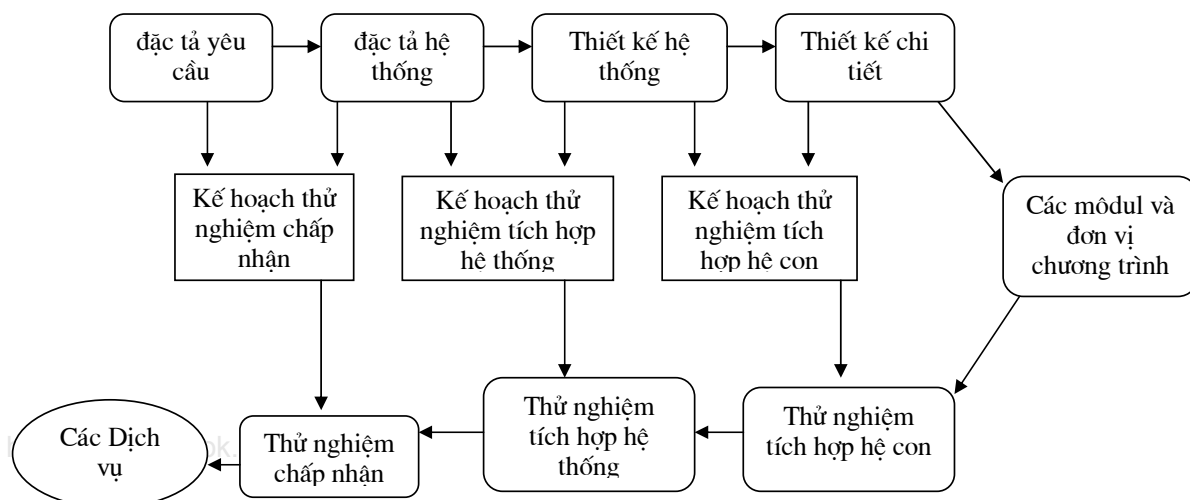 đặc tả yêu
cầu
đặc tả hệ
thống
Thiết kế hệ
thống
Thiết kế chi
tiết
Kế hoạch thử
nghiệm chấp
nhận
Kế hoạch thử
nghiệm tích hợp
hệ thống
Kế hoạch thử
nghiệm tích
hợp hệ con
Các môdul và
đơn vị
chương trình
Các Dịch
vụ
Thử nghiệm
chấp nhận
Thử nghiệm
tích hợp hệ
thống
Thử nghiệm
tích hợp hệ con